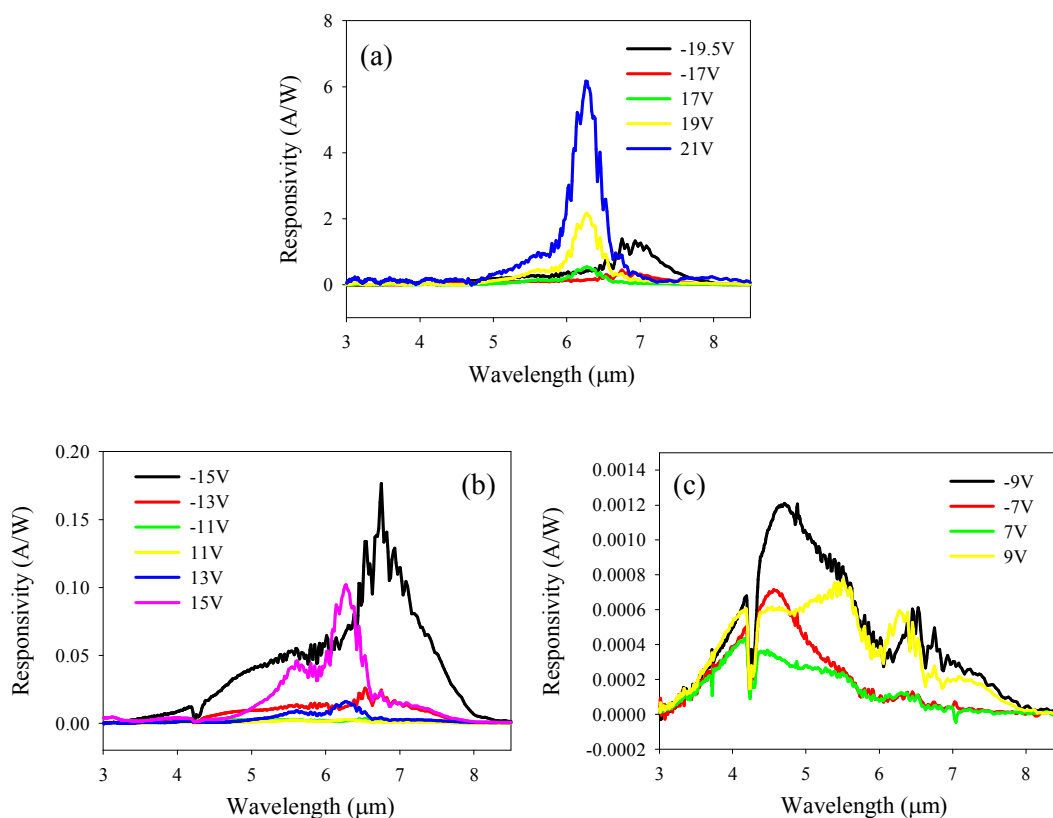 (a)
Responsivity (A/W)
8
6
4
2
0
-19.5V
-17V
17V
19V
21V
3 4 5 6 7 8
Wavelength (μm)
(b)
Responsivity (A/W)
0.20
0.15
0.10
0.05
0.00
-15V
-13V
-11V
11V
13V
15V
3 4 5 6 7 8
Wavelength (μm)
(c)
Responsivity (A/W)
0.0014
0.0012
0.0010
0.0008
0.0006
0.0004
0.0002
0.0000
-0.0002
-9V
-7V
7V
9V
3 4 5 6 7 8
Wavelength (μm)